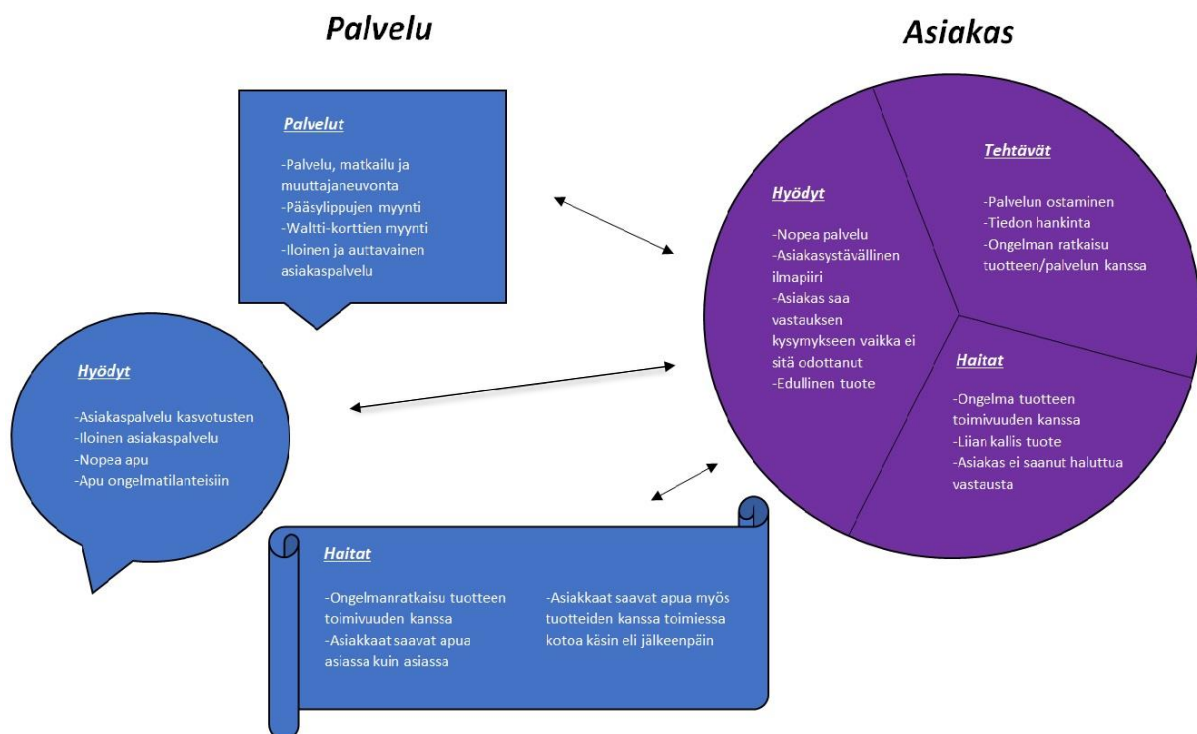 Palvelu
Asiakas
Palvelut
-Palvelu, matkailu ja
muuttajaneuvonta
-Pääsylippujen myynti
-Waltti-korttien myynti
-Iloinen ja auttavainen
asiakaspalvelu
Hyödyt
-Asiakaspalvelu kasvotusten
-Iloinen asiakaspalvelu
-Nopea apu
-Apu ongelmatilanteisiin
Haitat
-Ongelmanratkaisu tuotteen
toimivuuden kanssa
-Asiakkaat saavat apua
asiassa kuin asiassa
-Asiakkaat saavat apua myös
tuotteiden kanssa toimiessa
kotoa käsin eli jälkeenpäin
Hyödyt
-Nopea palvelu
-Asiakasystävällinen
ilmapiiri
-Asiakas saa
vastauksen
kysymykseen vaikka ei
sitä odottanut
-Edullinen tuote
Tehtävät
-Palvelun ostaminen
-Tiedon hankinta
-Ongelman ratkaisu
tuotteen/palvelun kanssa
Haitat
-Ongelma tuotteen
toimivuuden kanssa
-Liian kallis tuote
-Asiakas ei saanut haluttua
vastausta